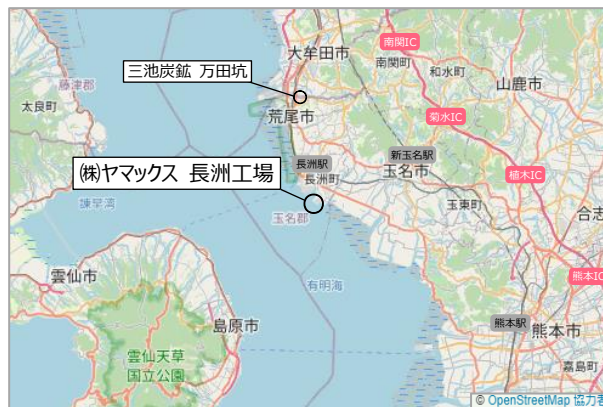 大牟田市
南関IC
南関町
和水町
山鹿市
藤津郡
太良町
三池炭鉱 万田坑
荒尾市
菊水IC
長洲駅
長洲町
新玉名駅
玉名市
植木IC
㈱ヤマックス 長洲工場
諫早湾
玉名郡
玉東町
合志
雲仙市
有明海
熊本IC
島原市
熊本駅
熊本市
雲仙天草
国立公園
嘉島町
© OpenStreetMap 協力者